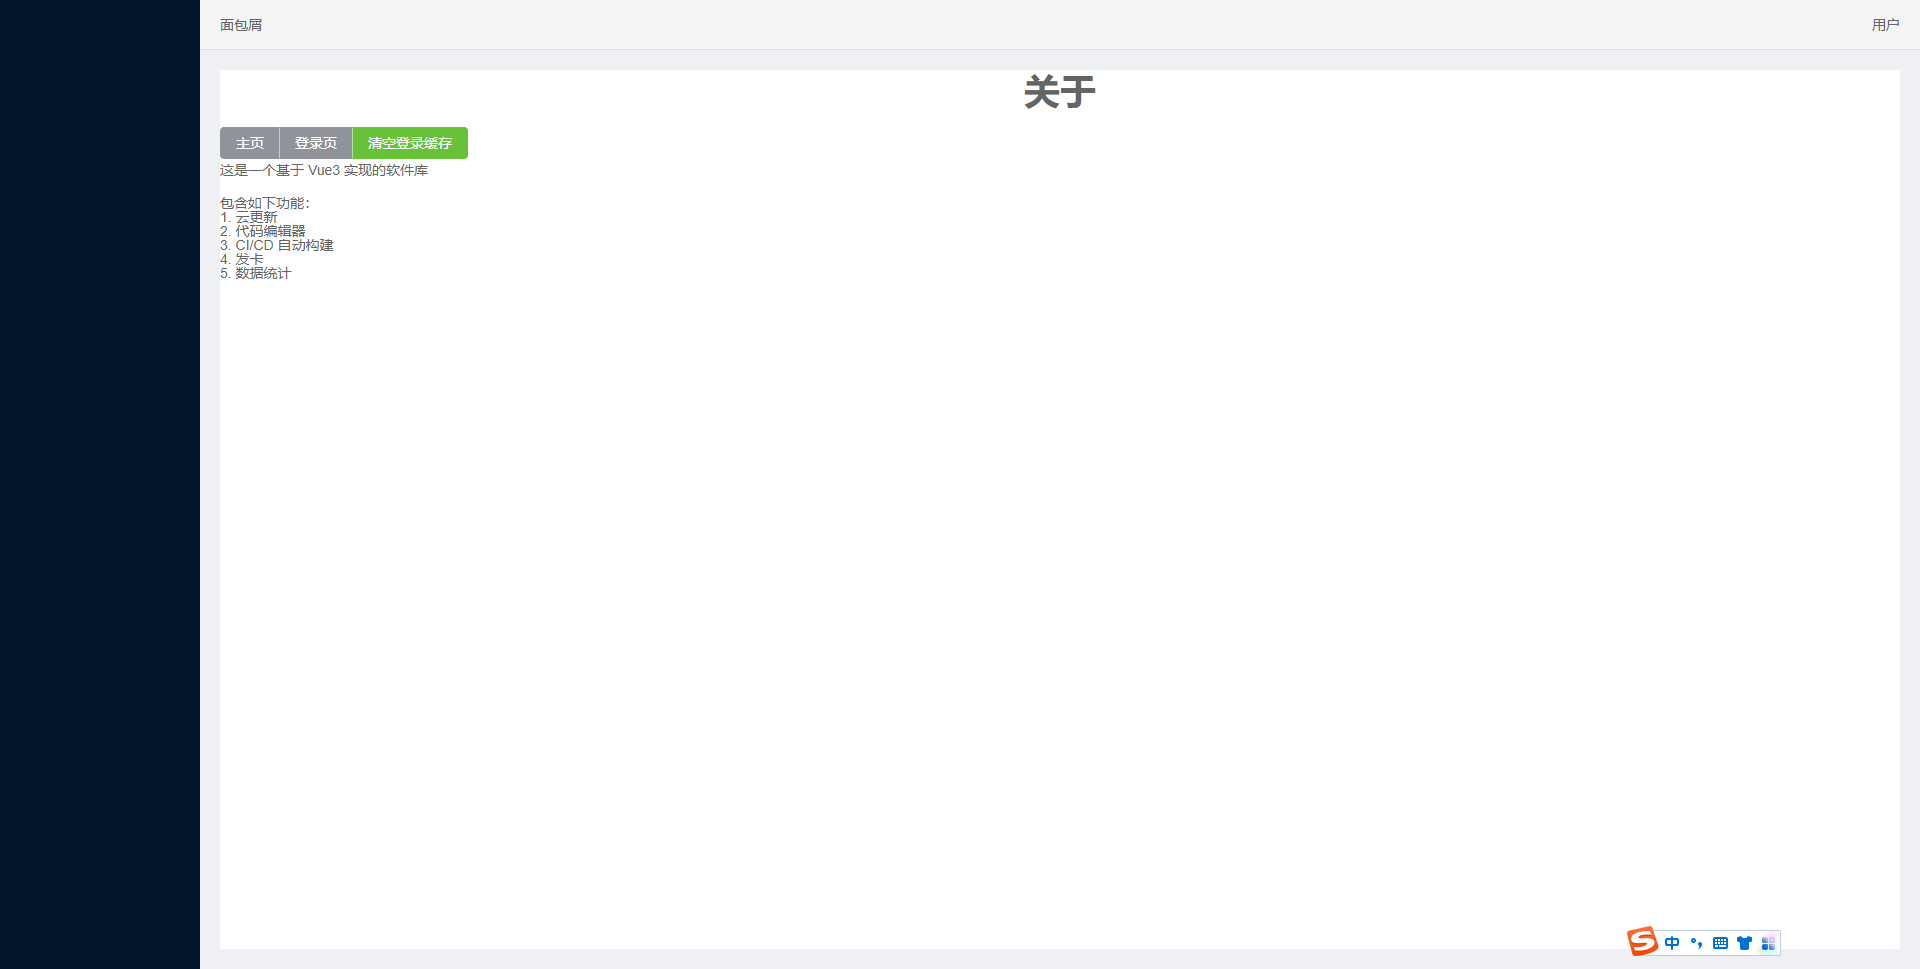 面包屑
用户
关于
主页 登录页 清空登录缓存
这是一个基于 Vue3 实现的软件库
包含如下功能：
1. 云更新
2. 代码编辑器
3. CI/CD 自动构建
4. 发卡
5. 数据统计
S 中